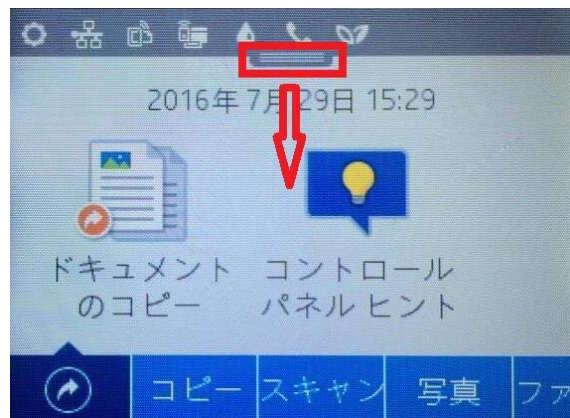 2016年7月29日 15:29
ドキュメント
のコピー
コントロール
パネル ヒント
コピー
スキャン
写真
ファ